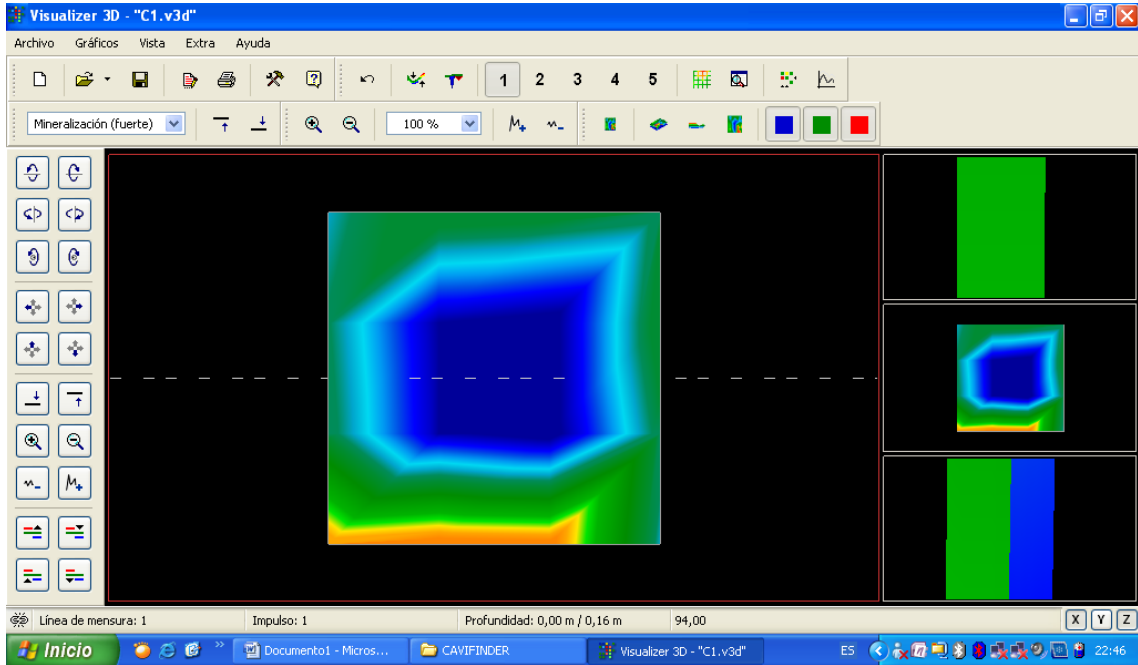 Visualizer 3D - "C1.v3d"
Archivo Gráficos Vista Extra Ayuda
1 2 3 4 5
Mineralización (fuerte) 100 %
Línea de mensura: 1 Impulso: 1 Profundidad: 0,00 m / 0,16 m 94,00 X Y Z
Inicio Documento1 - Micros... CAVIFINDER Visualizer 3D - "C1.v3d" ES 22:46